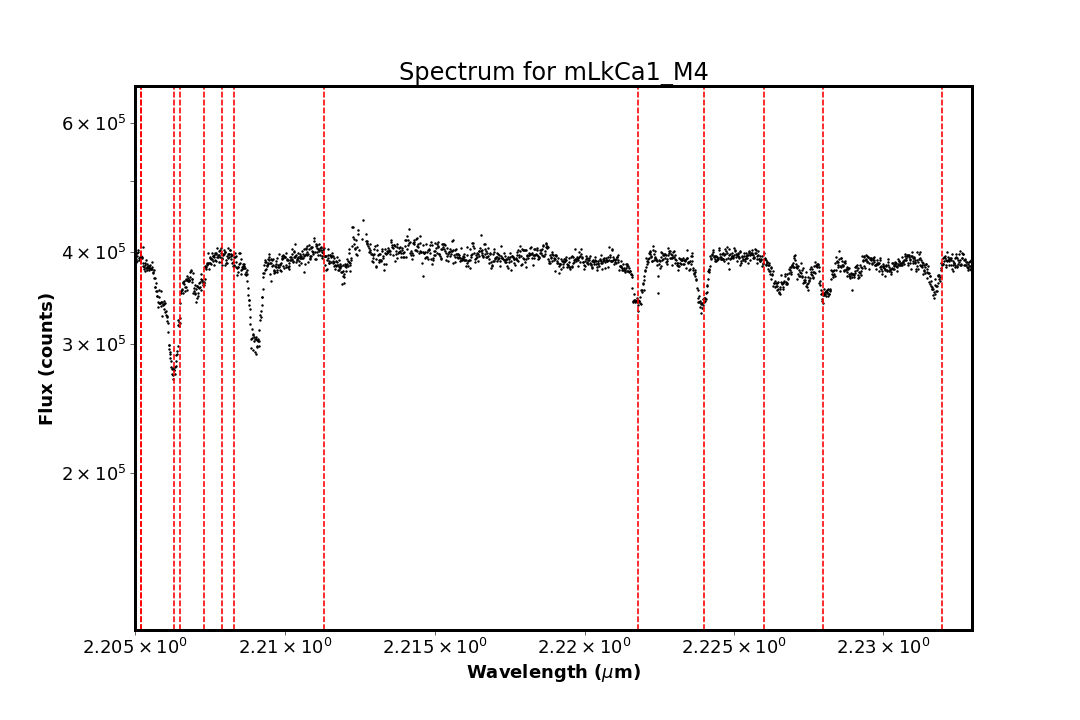 Spectrum for mLkCa1_M4
Flux (counts)
6 × 10⁵
4 × 10⁵
3 × 10⁵
2 × 10⁵
2.205 × 10⁰ 2.21 × 10⁰ 2.215 × 10⁰ 2.22 × 10⁰ 2.225 × 10⁰ 2.23 × 10⁰
Wavelength (μm)